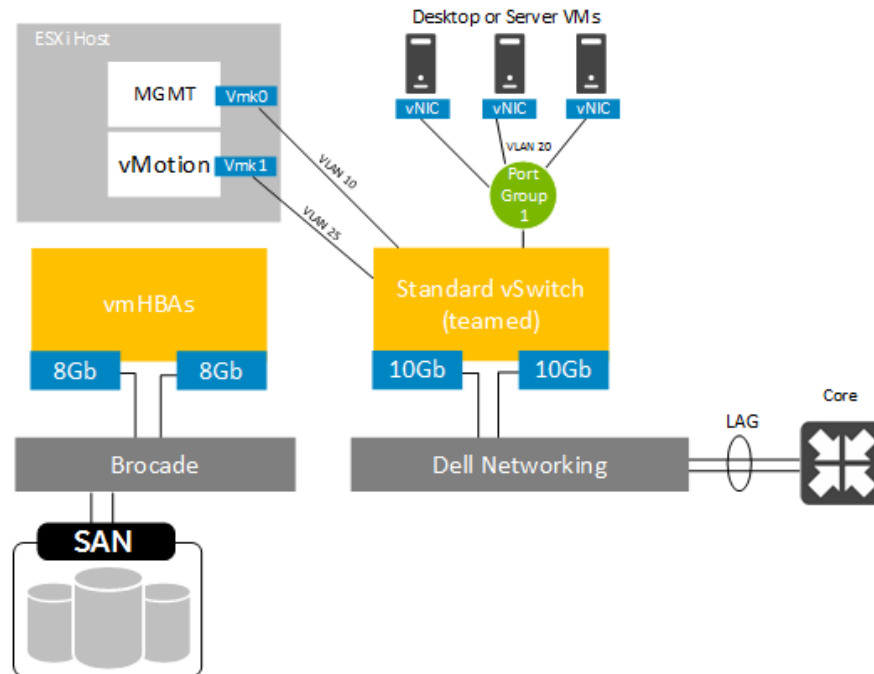 Desktop or Server VMs
ESXi Host
MGMT
Vmk0
vMotion
Vmk1
vNIC
vNIC
vNIC
VLAN 20
VLAN 10
VLAN 25
Port
Group
1
vmHBAs
8Gb
8Gb
Standard vSwitch
(teamed)
10Gb
10Gb
Brocade
Dell Networking
LAG
Core
SAN